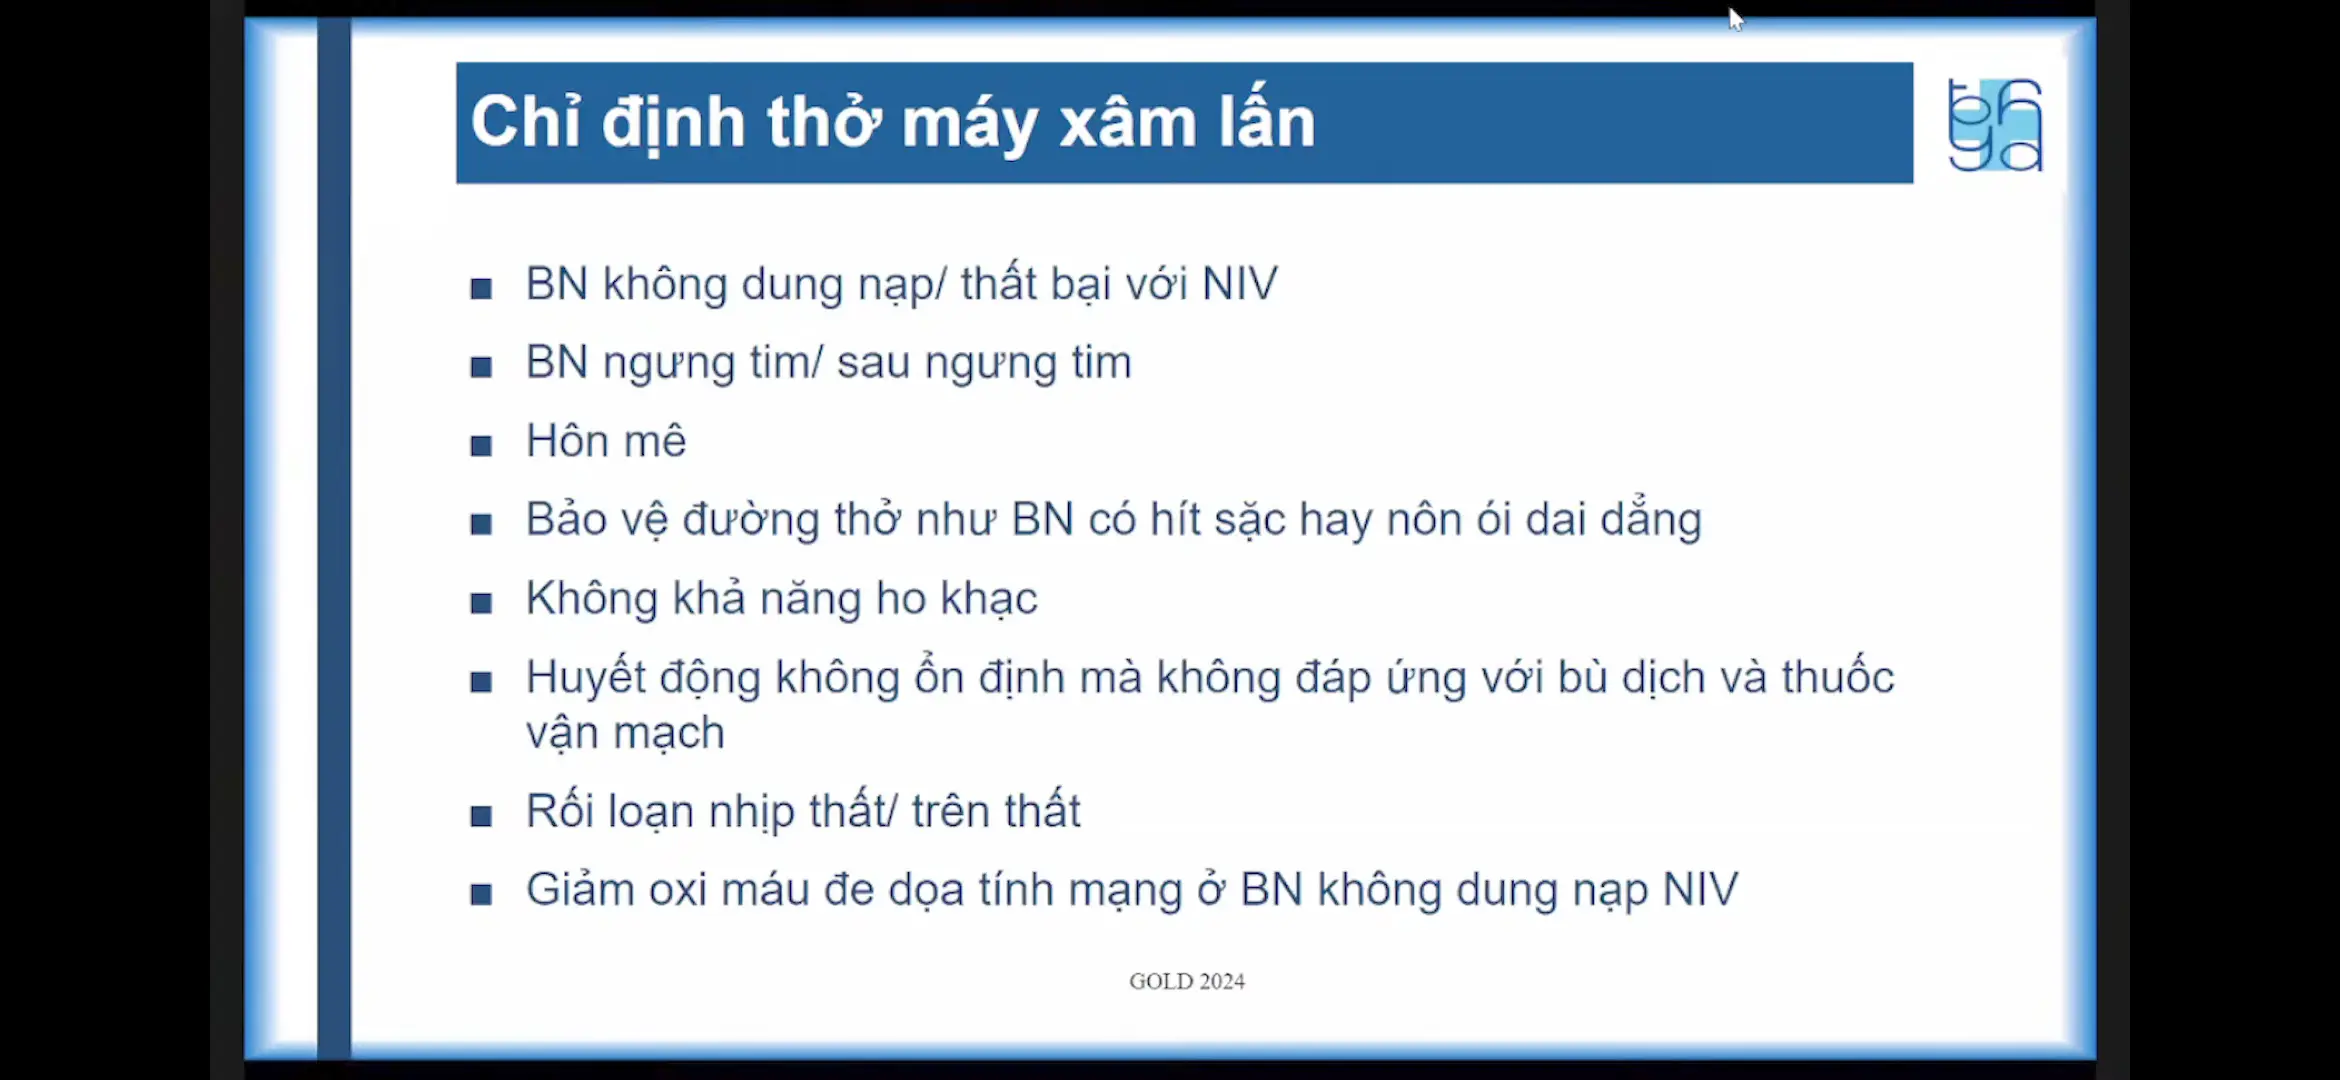 Chỉ định thở máy xâm lấn
BN không dung nạp/ thất bại với NIV
BN ngưng tim/ sau ngưng tim
Hôn mê
Bảo vệ đường thở như BN có hít sặc hay nôn ói dai dẳng
Không khả năng ho khạc
Huyết động không ổn định mà không đáp ứng với bù dịch và thuốc
vận mạch
Rối loạn nhịp thất/ trên thất
Giảm oxi máu đe dọa tính mạng ở BN không dung nạp NIV
GOLD 2024